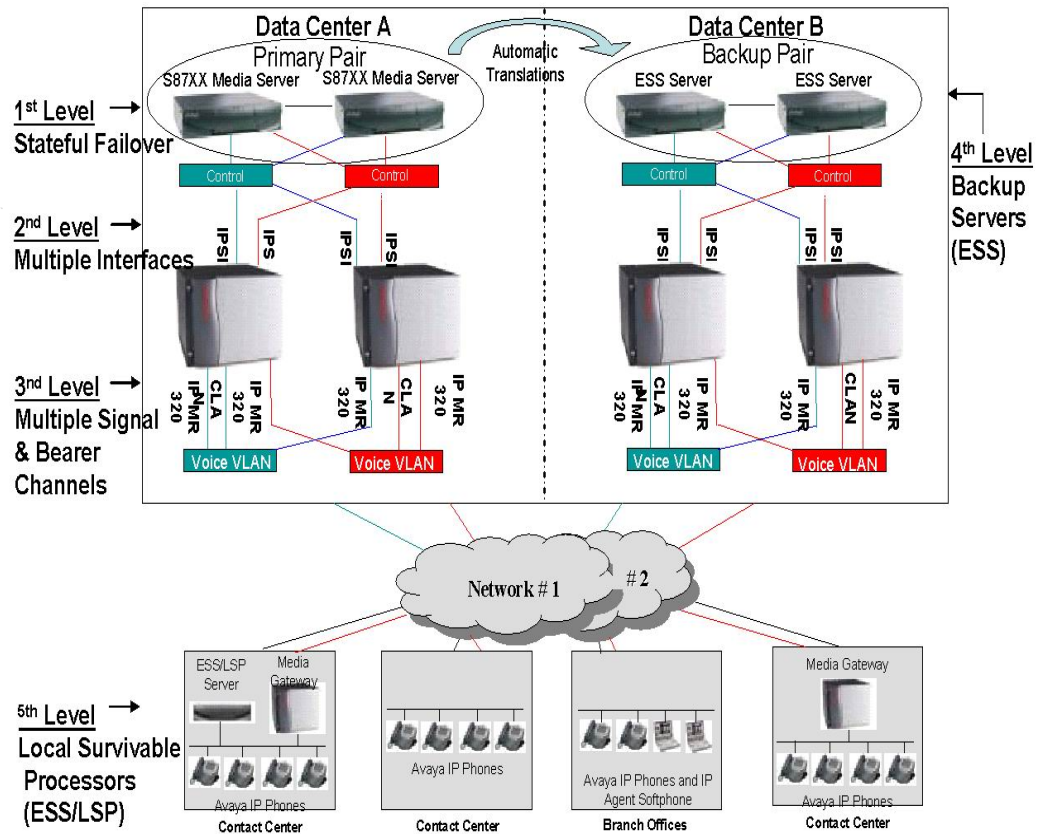 Data Center A
Data Center B
Primary Pair
Backup Pair
Automatic
Translations
S87XX Media Server
S87XX Media Server
ESS Server
ESS Server
1st Level
Stateful Failover
4th Level
Backup
Servers
(ESS)
Control
Control
Control
Control
2nd Level
Multiple Interfaces
IPSI
IPS
IPSI
IPSI
IPSI
IPSI
IPSI
IPSI
3rd Level
Multiple Signal
& Bearer
Channels
IP MR
320
CLA
N
IP MR
320
IP MR
320
CLA
N
IP MR
320
IP MR
320
CLA
N
IP MR
320
IP MR
320
CLAN
IP MR
320
Voice VLAN
Voice VLAN
Voice VLAN
Voice VLAN
Network # 1
# 2
5th Level
Local Survivable
Processors
(ESS/LSP)
ESS/LSP
Server
Media
Gateway
Avaya IP Phones
Contact Center
Avaya IP Phones
Contact Center
Avaya IP Phones and IP
Agent Softphone
Branch Offices
Media Gateway
Avaya IP Phones
Contact Center